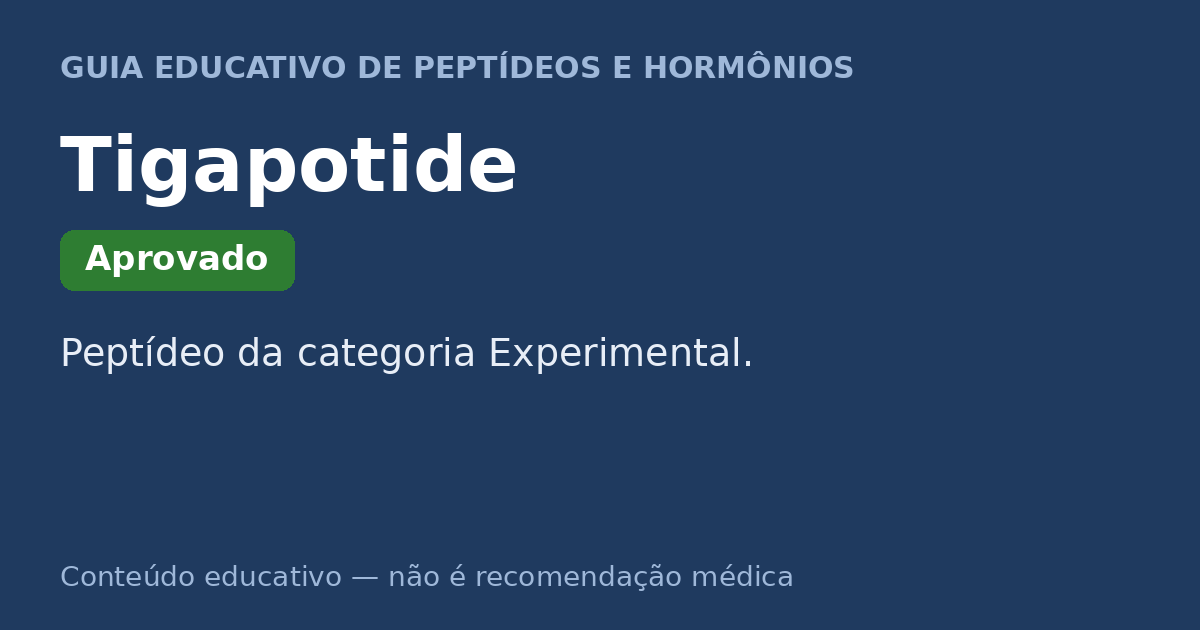 GUIA EDUCATIVO DE PEPTÍDEOS E HORMÔNIOS
Tigapotide
Aprovado
Peptídeo da categoria Experimental.
Conteúdo educativo — não é recomendação médica